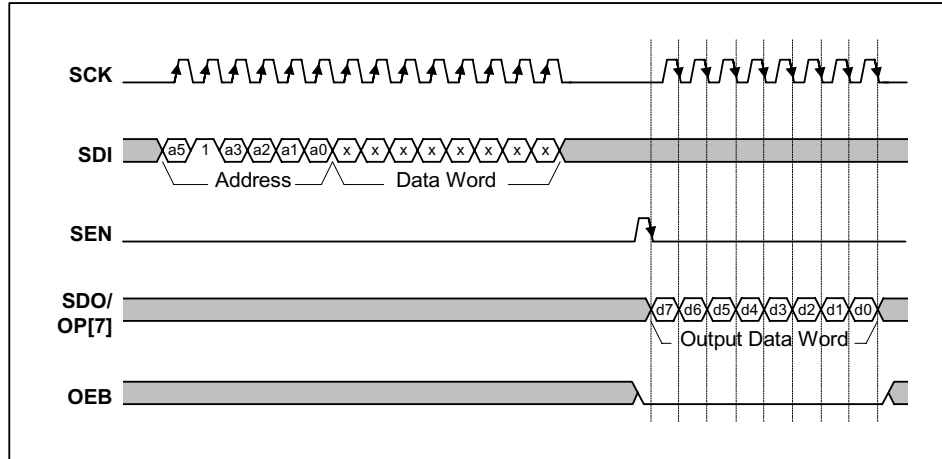 SCK
SDI
a5 1 a3 a2 a1 a0 x x x x x x x x
Address Data Word
SEN
SDO/
OP[7]
d7 d6 d5 d4 d3 d2 d1 d0
Output Data Word
OEB